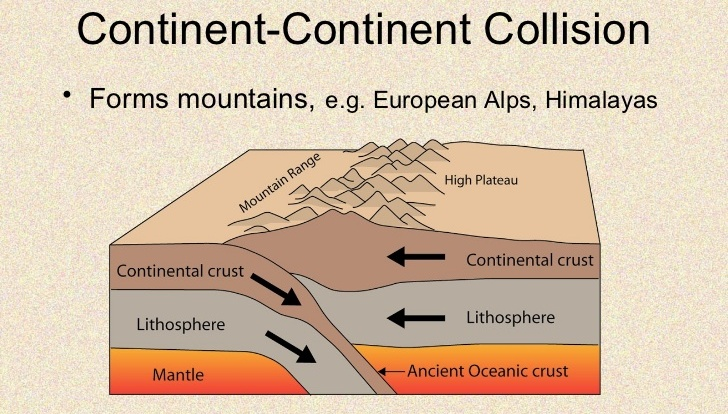 Continent-Continent Collision
• Forms mountains, e.g. European Alps, Himalayas
Mountain Range
High Plateau
Continental crust
Continental crust
Lithosphere
Lithosphere
Mantle
Ancient Oceanic crust